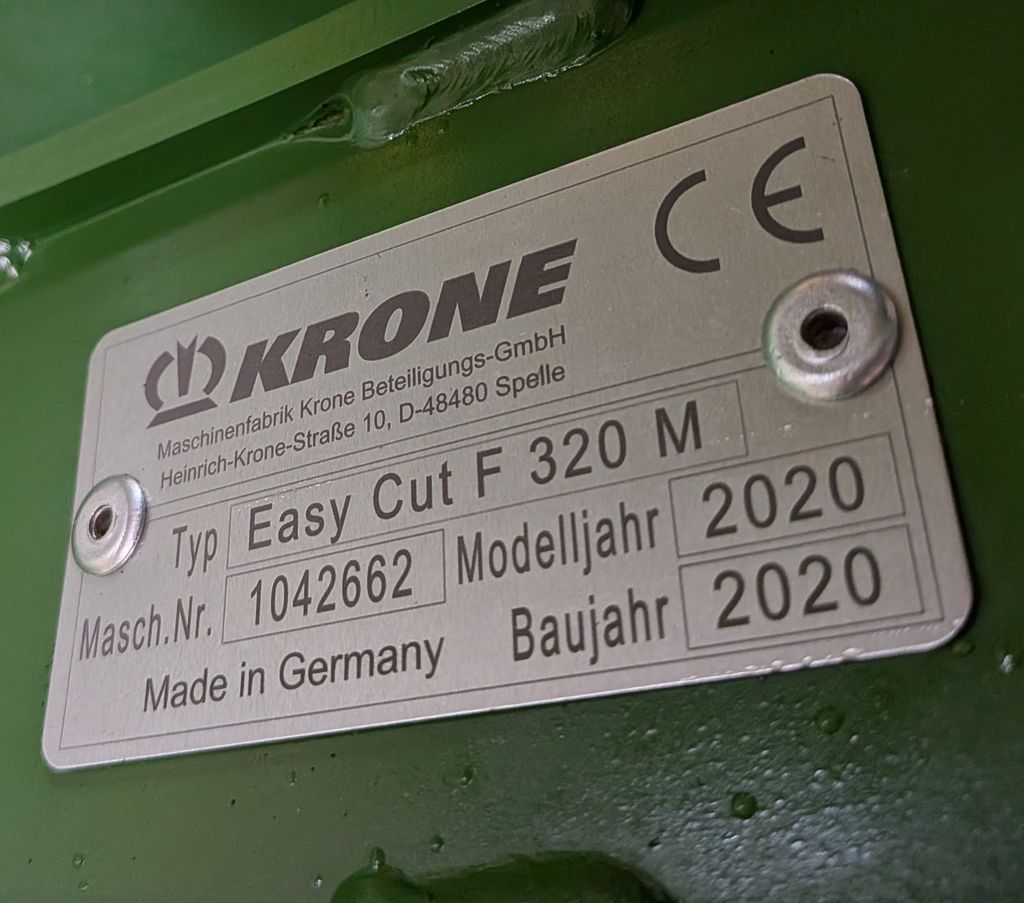 CE
KRONE
Maschinenfabrik Krone Beteiligungs-GmbH
Heinrich-Krone-Straße 10, D-48480 Spelle
Typ Easy Cut F 320 M
Masch.Nr. 1042662 Modelljahr 2020
Made in Germany Baujahr 2020